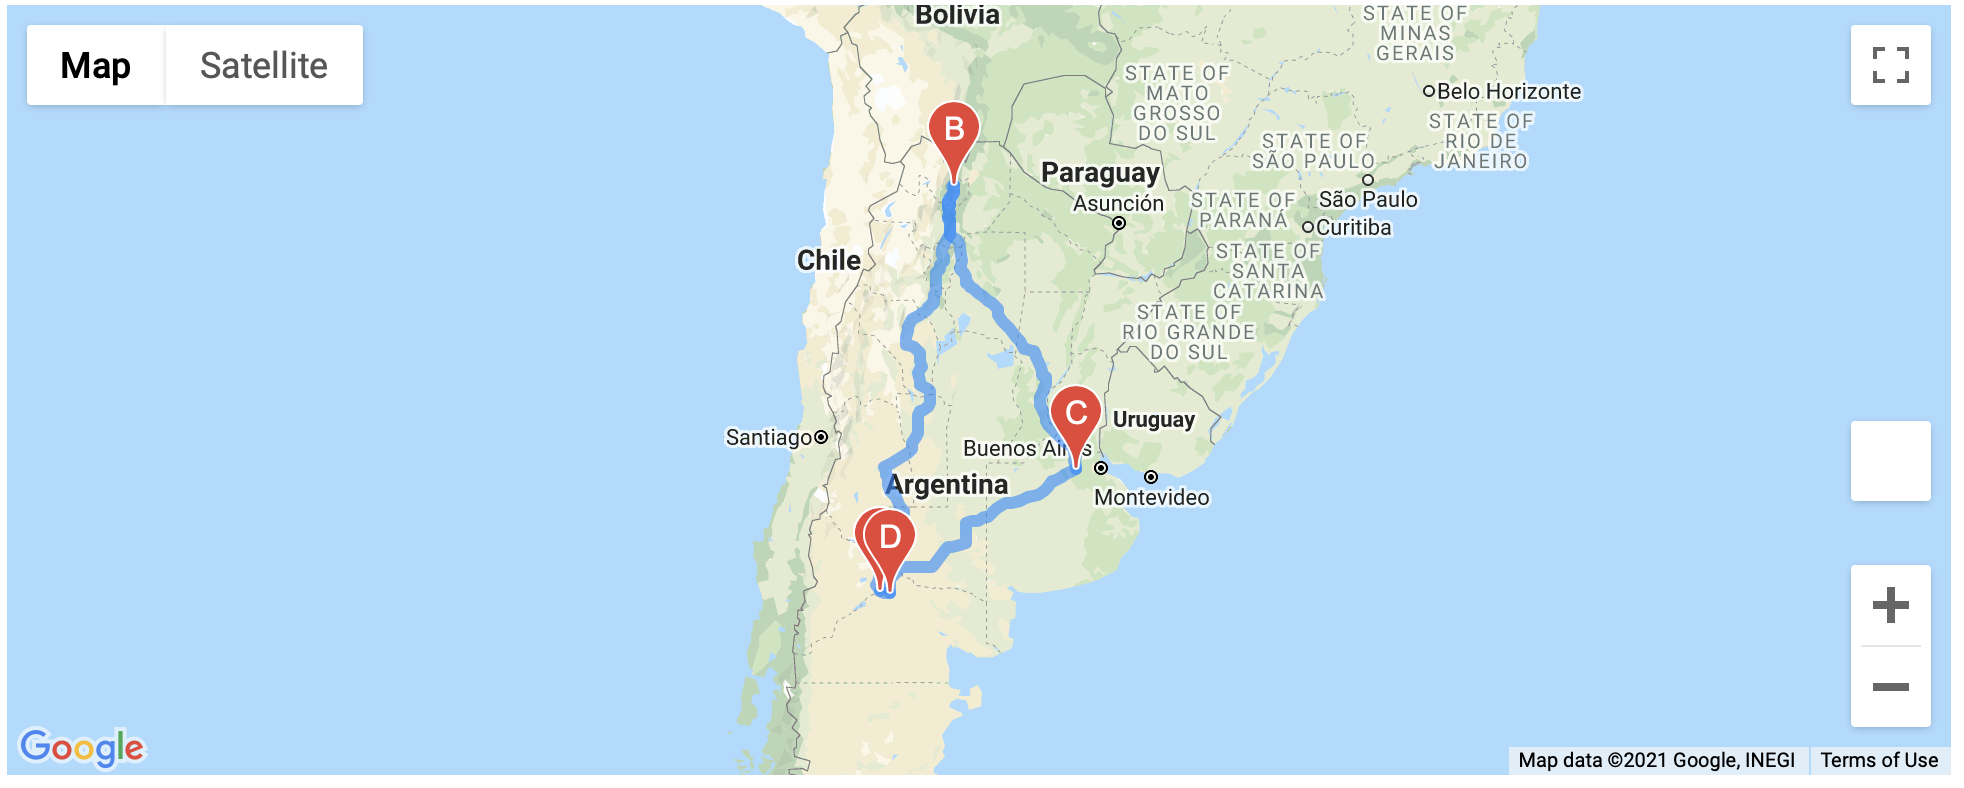 Map
Satellite
Bolivia
STATE OF
MINAS
GERAIS
STATE OF
MATO
GROSSO
DO SUL
Belo Horizonte
STATE OF
RIO DE
JANEIRO
B
STATE OF
SÃO PAULO
Paraguay
São Paulo
Asunción
STATE OF
PARANÁ
Curitiba
Chile
STATE OF
SANTA
CATARINA
STATE OF
RIO GRANDE
DO SUL
C
Uruguay
Santiago
Buenos Aires
Argentina
Montevideo
D
Google
Map data ©2021 Google, INEGI
Terms of Use